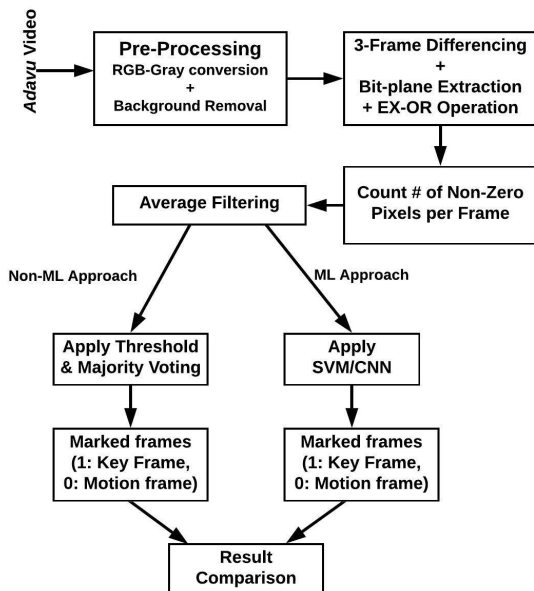 Adavu Video
Pre-Processing
RGB-Gray conversion
+
Background Removal
3-Frame Differencing
+
Bit-plane Extraction
+ EX-OR Operation
Count # of Non-Zero
Pixels per Frame
Average Filtering
Non-ML Approach
ML Approach
Apply Threshold
& Majority Voting
Apply
SVM/CNN
Marked frames
(1: Key Frame,
0: Motion frame)
Marked frames
(1: Key Frame,
0: Motion frame)
Result
Comparison